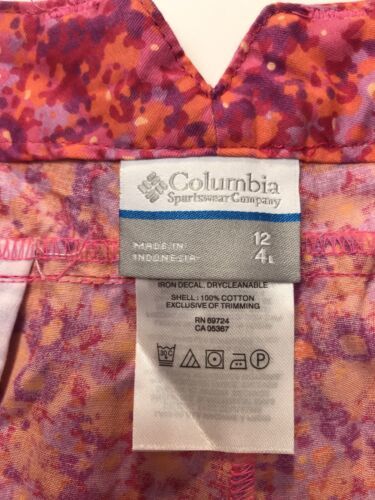 Columbia
Sportswear Company
MADE IN
INDONESIA
12
4L
IRON DECAL. DRYCLEANABLE
SHELL: 100% COTTON
EXCLUSIVE OF TRIMMING
RN 69724
CA 05367
30 C
P